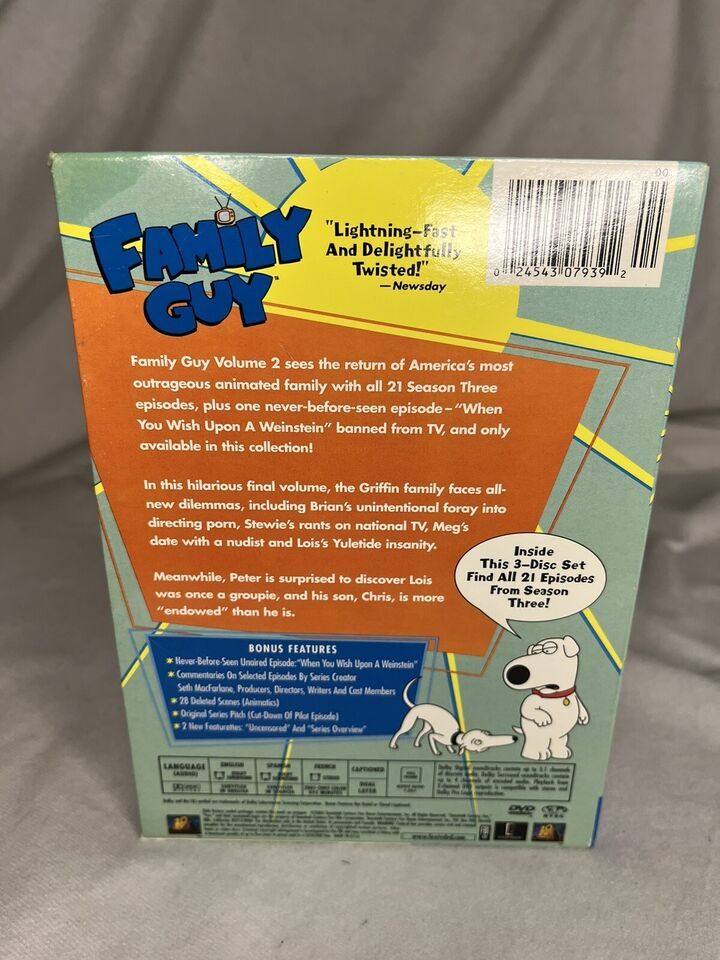 FAMILY
GUY
"Lightning-Fast
And Delightfully
Twisted!"
—Newsday
00
0 24543 07939 2
Family Guy Volume 2 sees the return of America's most
outrageous animated family with all 21 Season Three
episodes, plus one never-before-seen episode–"When
You Wish Upon A Weinstein" banned from TV, and only
available in this collection!
In this hilarious final volume, the Griffin family faces all-
new dilemmas, including Brian's unintentional foray into
directing porn, Stewie's rants on national TV, Meg's
date with a nudist and Lois's Yuletide insanity.
Meanwhile, Peter is surprised to discover Lois
was once a groupie, and his son, Chris, is more
"endowed" than he is.
Inside
This 3-Disc Set
Find All 21 Episodes
From Season
Three!
BONUS FEATURES
* Never-Before-Seen Unaired Episode: "When You Wish Upon A Weinstein"
* Commentaries On Selected Episodes By Series Creator
Seth MacFarlane, Producers, Directors, Writers And Cast Members
* 28 Deleted Scenes (Animatics)
* Original Series Pitch (Cut-Down Of Pilot Episode)
* 2 New Featurettes: "Uncensored" And "Series Overview"
LANGUAGE ENGLISH SPANISH FRENCH CAPTIONED
(AUDIO)
DVD